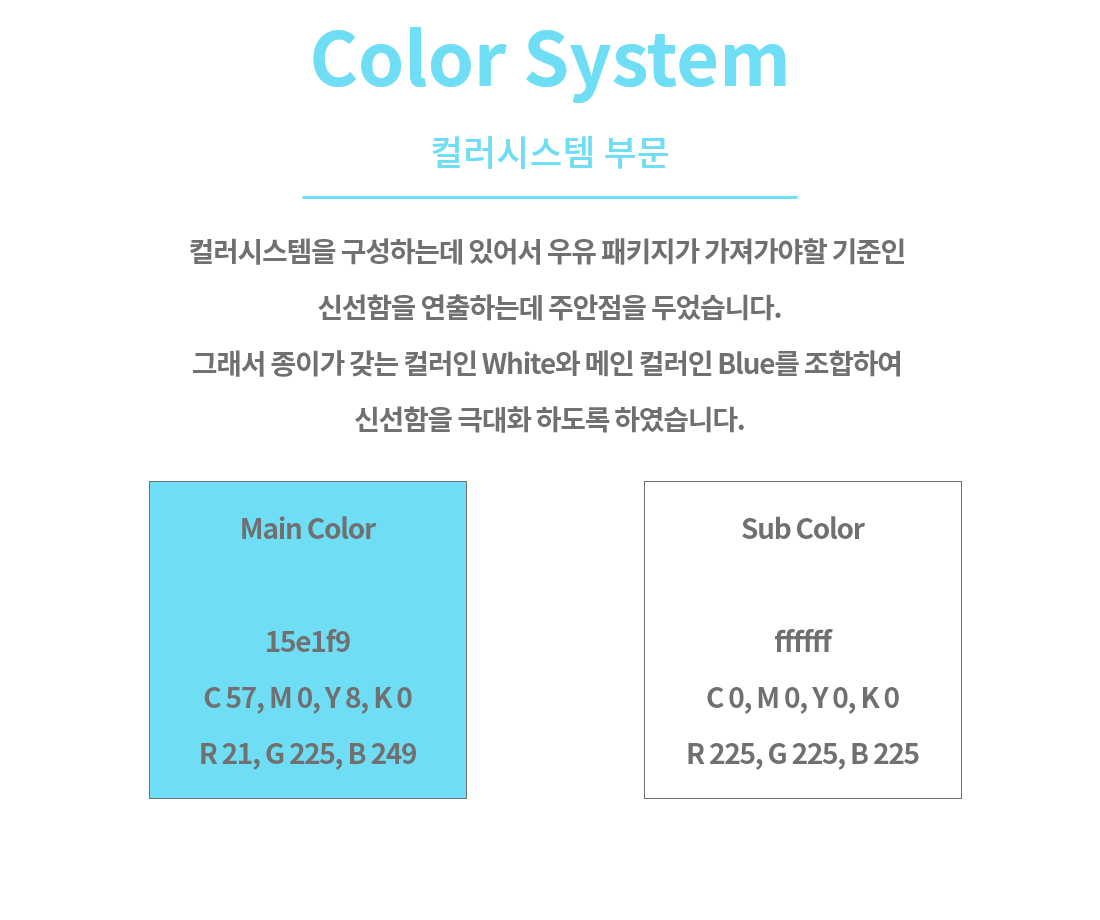 Color System
컬러시스템 부문
컬러시스템을 구성하는데 있어서 우유 패키지가 가져가야할 기준인
신선함을 연출하는데 주안점을 두었습니다.
그래서 종이가 갖는 컬러인 White와 메인 컬러인 Blue를 조합하여
신선함을 극대화 하도록 하였습니다.
Main Color
15e1f9
C 57, M 0, Y 8, K 0
R 21, G 225, B 249
Sub Color
ffffff
C 0, M 0, Y 0, K 0
R 225, G 225, B 225